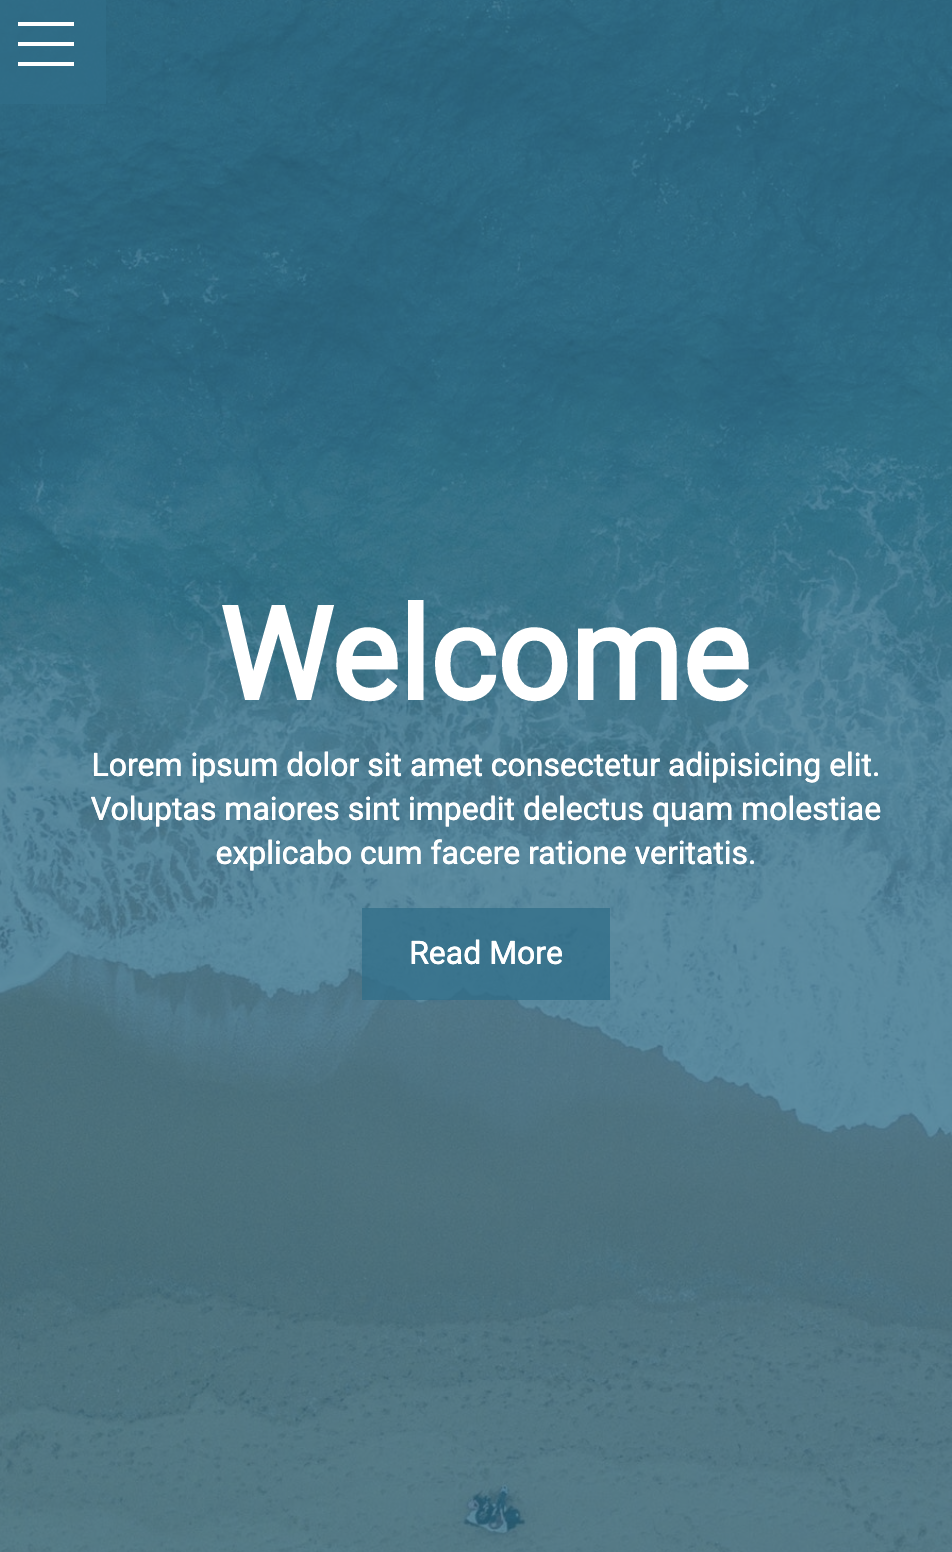 Welcome
Lorem ipsum dolor sit amet consectetur adipisicing elit.
Voluptas maiores sint impedit delectus quam molestiae
explicabo cum facere ratione veritatis.
Read More